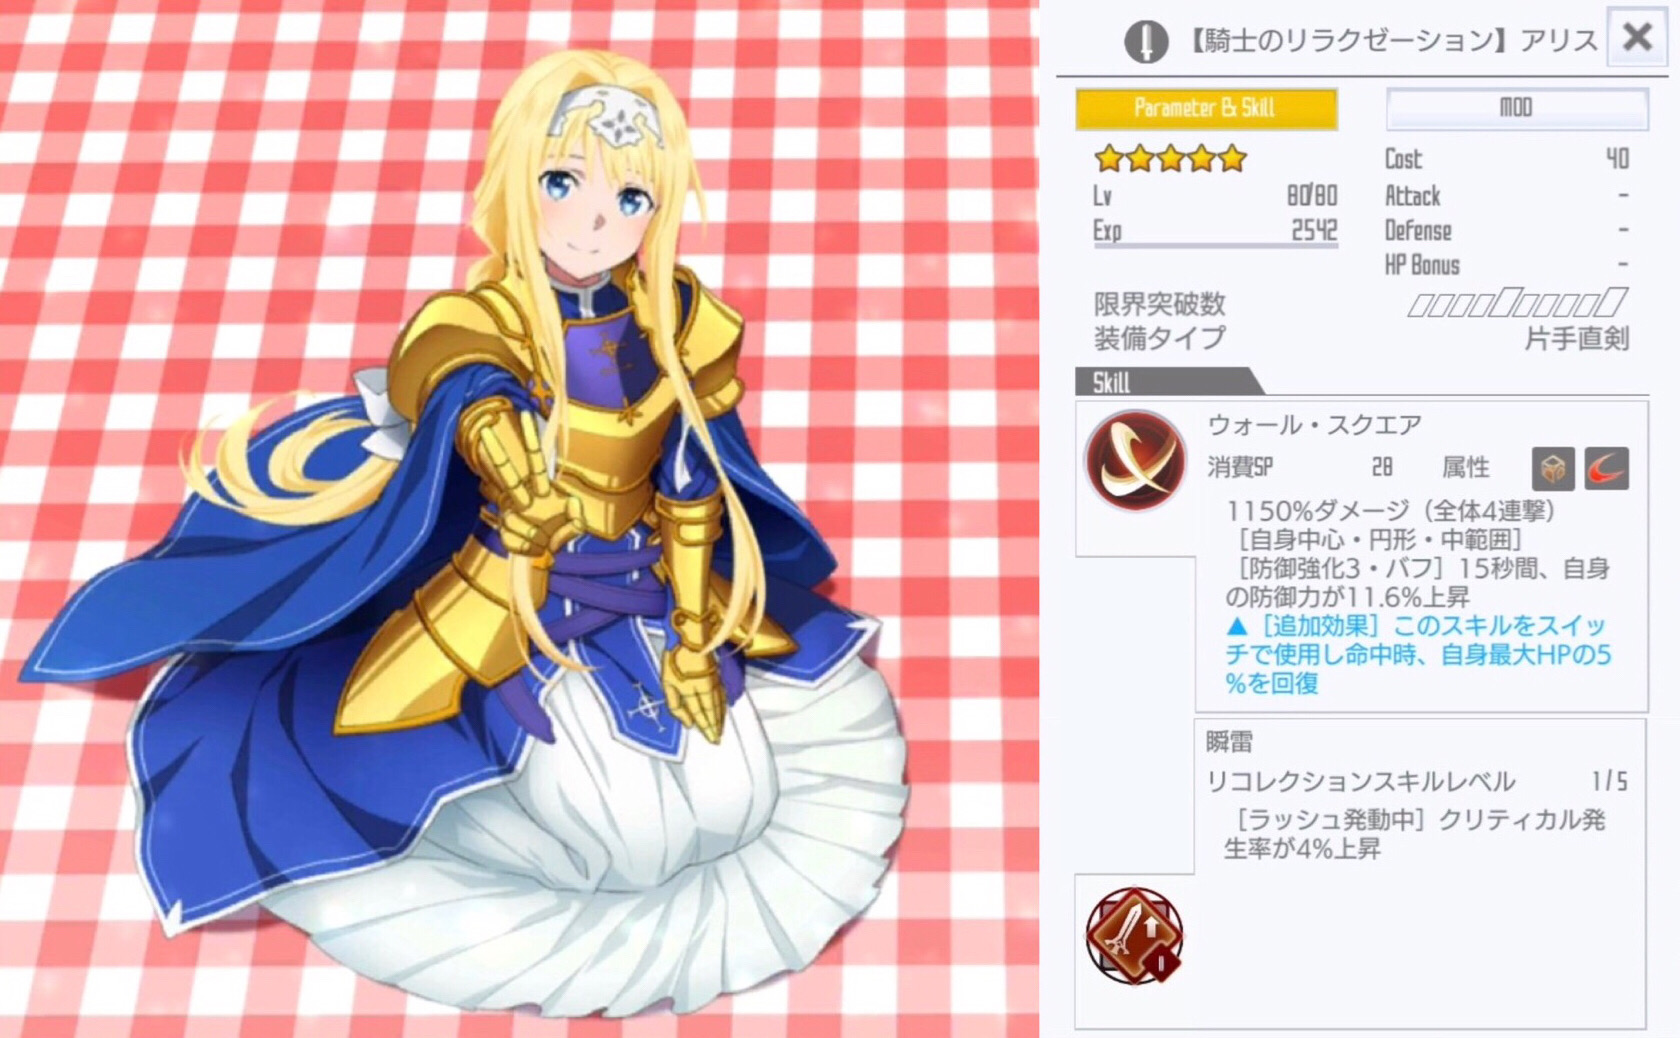 【騎士のリラクゼーション】アリス
Parameter & Skill
MOD
Lv 80/80
Exp 2542
Cost 40
Attack -
Defense -
HP Bonus -
限界突破数
装備タイプ 片手直剣
Skill
ウォール・スクエア
消費SP 28 属性
1150%ダメージ（全体4連撃）
［自身中心・円形・中範囲］
［防御強化3・バフ］15秒間、自身
の防御力が11.6%上昇
▲［追加効果］このスキルをスイッ
チで使用し命中時、自身最大HPの5
%を回復
瞬雷
リコレクションスキルレベル 1/5
［ラッシュ発動中］クリティカル発
生率が4%上昇